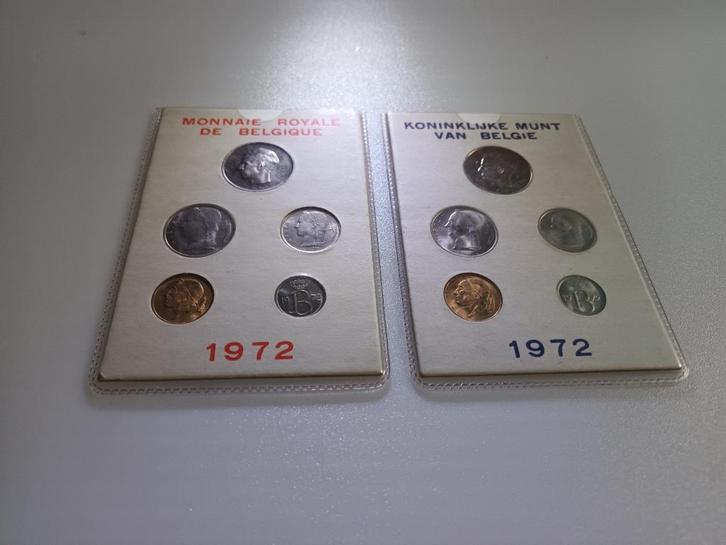 MONNAIE ROYALE
DE BELGIQUE
B
1972
KONINKLIJKE MUNT
VAN BELGIE
B
1972